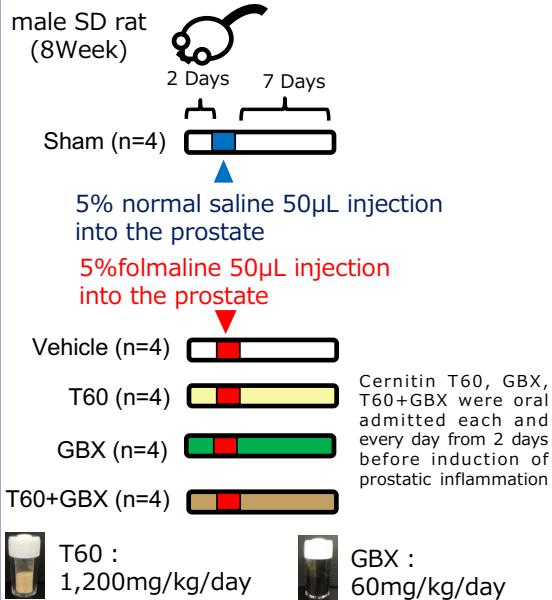 male SD rat
(8Week)
2 Days
7 Days
Sham (n=4)
5% normal saline 50μL injection
into the prostate
5%folmaline 50μL injection
into the prostate
Vehicle (n=4)
T60 (n=4)
GBX (n=4)
T60+GBX (n=4)
Cernitin T60, GBX,
T60+GBX were oral
admitted each and
every day from 2 days
before induction of
prostatic inflammation
T60 :
1,200mg/kg/day
GBX :
60mg/kg/day